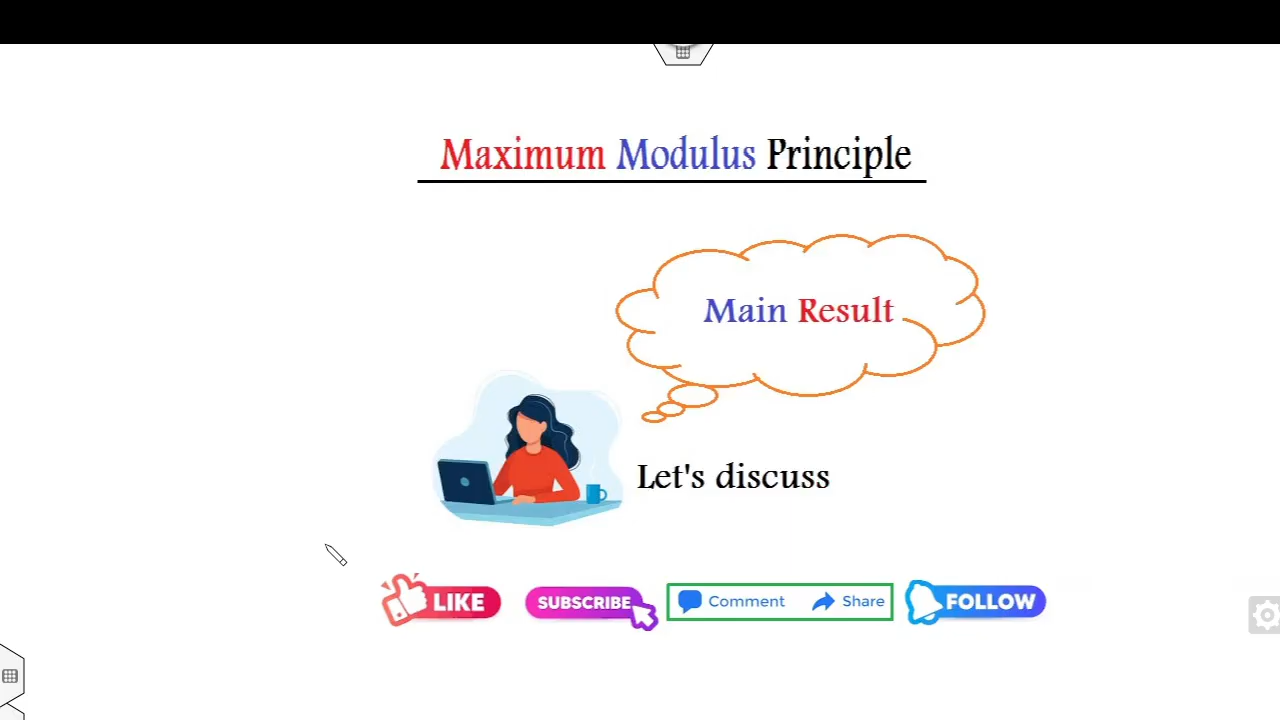 Maximum Modulus Principle
Main Result
Let's discuss
LIKE SUBSCRIBE Comment Share FOLLOW